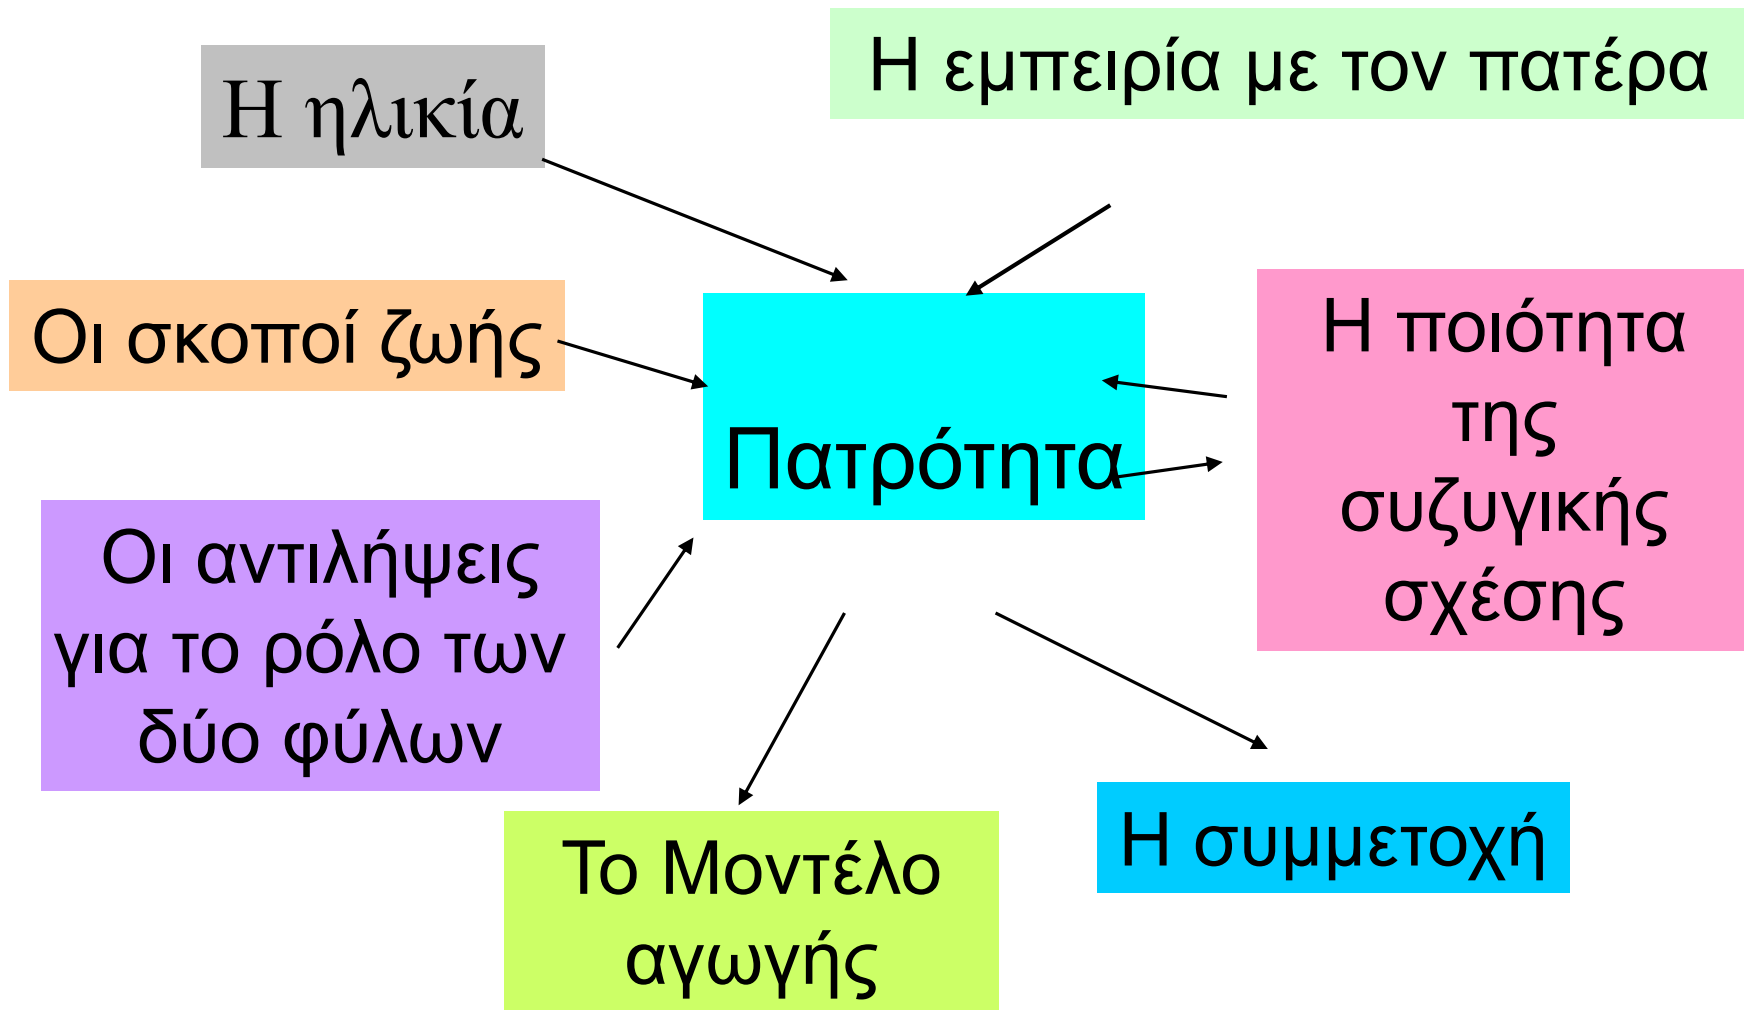 Η εμπειρία με τον πατέρα
Η ηλικία
Οι σκοποί ζωής
Η ποιότητα
της
συζυγικής
σχέσης
Πατρότητα
Οι αντιλήψεις
για το ρόλο των
δύο φύλων
Η συμμετοχή
Το Μοντέλο
αγωγής